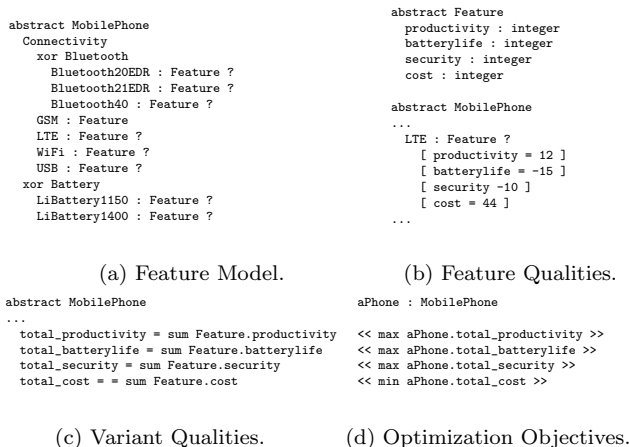 abstract MobilePhone
  Connectivity
    xor Bluetooth
      Bluetooth20EDR : Feature ?
      Bluetooth21EDR : Feature ?
      Bluetooth40 : Feature ?
    GSM : Feature
    LTE : Feature ?
    WiFi : Feature ?
    USB : Feature ?
  xor Battery
    LiBattery1150 : Feature ?
    LiBattery1400 : Feature ?
(a) Feature Model.
abstract Feature
  productivity : integer
  batterylife : integer
  security : integer
  cost : integer
abstract MobilePhone
...
  LTE : Feature ?
    [ productivity = 12 ]
    [ batterylife = -15 ]
    [ security -10 ]
    [ cost = 44 ]
...
(b) Feature Qualities.
abstract MobilePhone
...
  total_productivity = sum Feature.productivity
  total_batterylife = sum Feature.batterylife
  total_security = sum Feature.security
  total_cost = = sum Feature.cost
(c) Variant Qualities.
aPhone : MobilePhone
<< max aPhone.total_productivity >>
<< max aPhone.total_batterylife >>
<< max aPhone.total_security >>
<< min aPhone.total_cost >>
(d) Optimization Objectives.